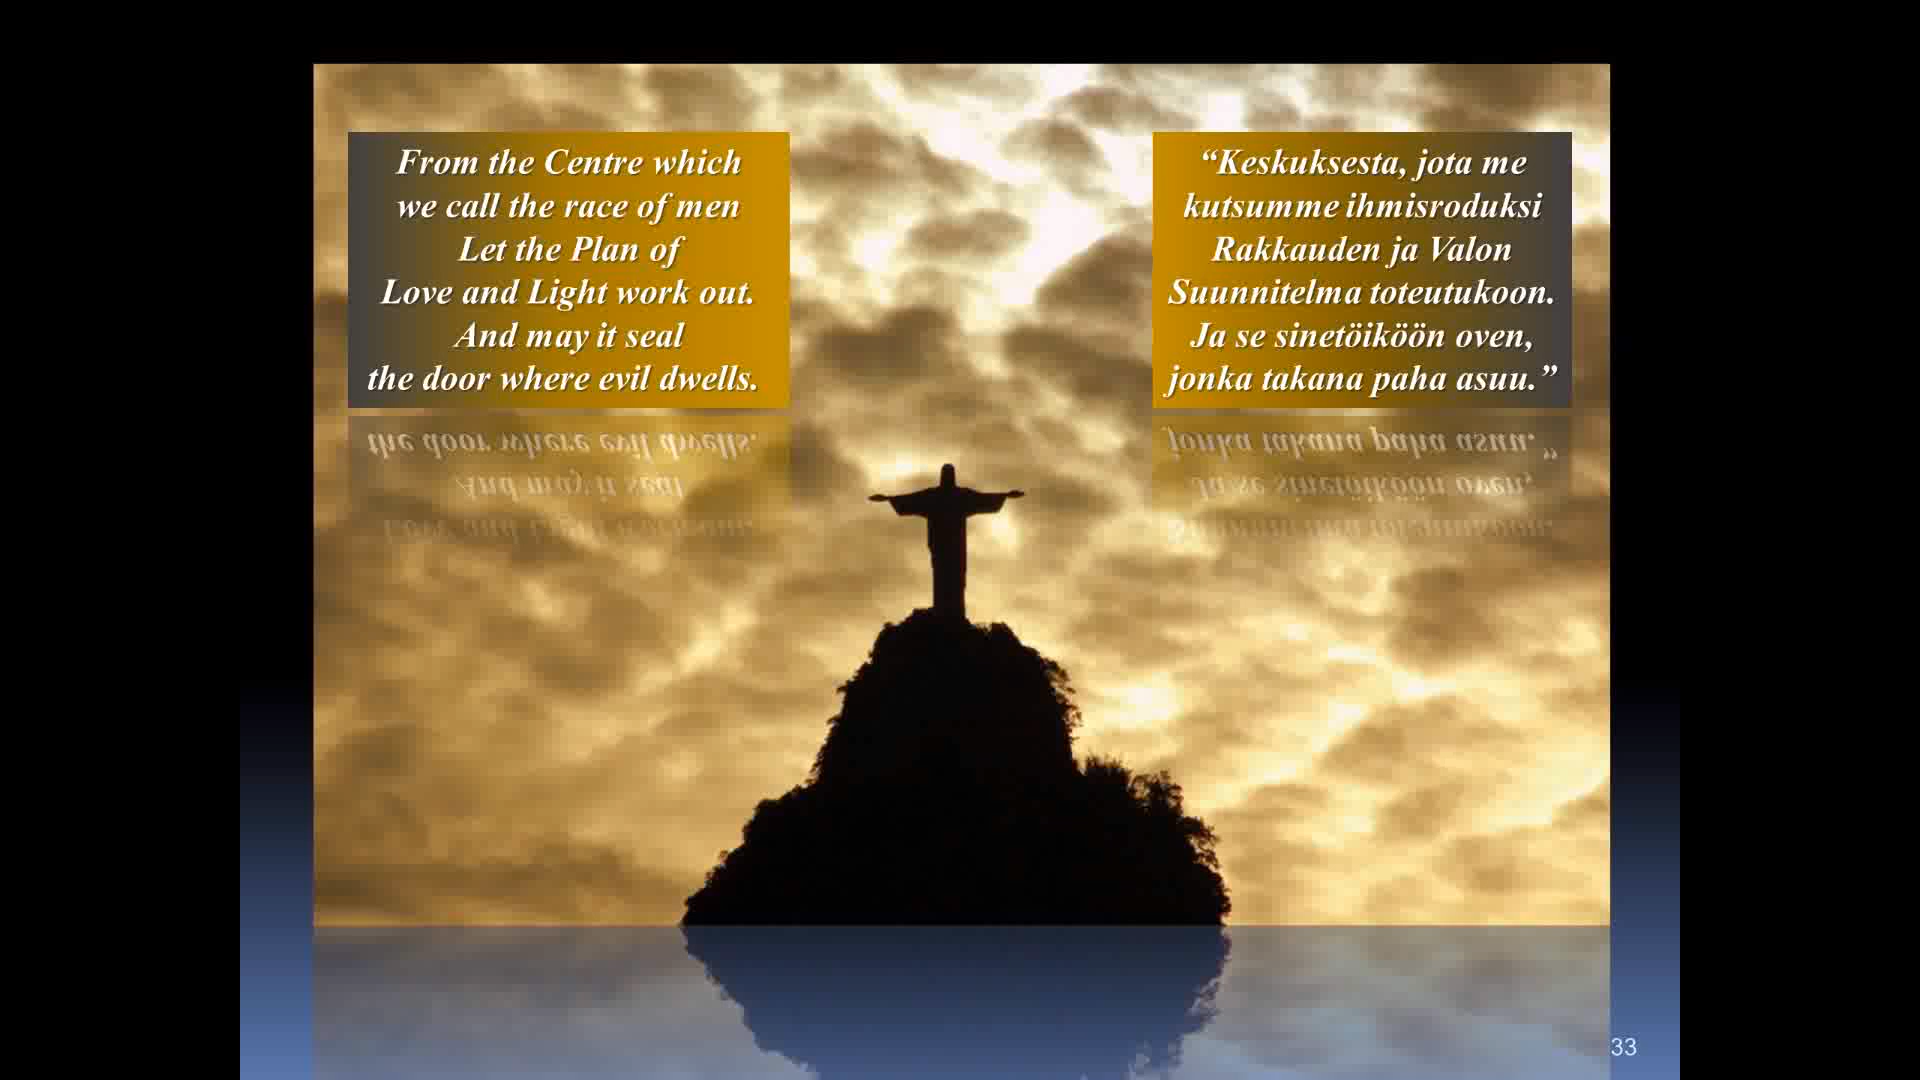 From the Centre which
we call the race of men
Let the Plan of
Love and Light work out.
And may it seal
the door where evil dwells.
“Keskuksesta, jota me
kutsumme ihmisroduksi
Rakkauden ja Valon
Suunnitelma toteutukoon.
Ja se sinetöiköön oven,
jonka takana paha asuu.”
33